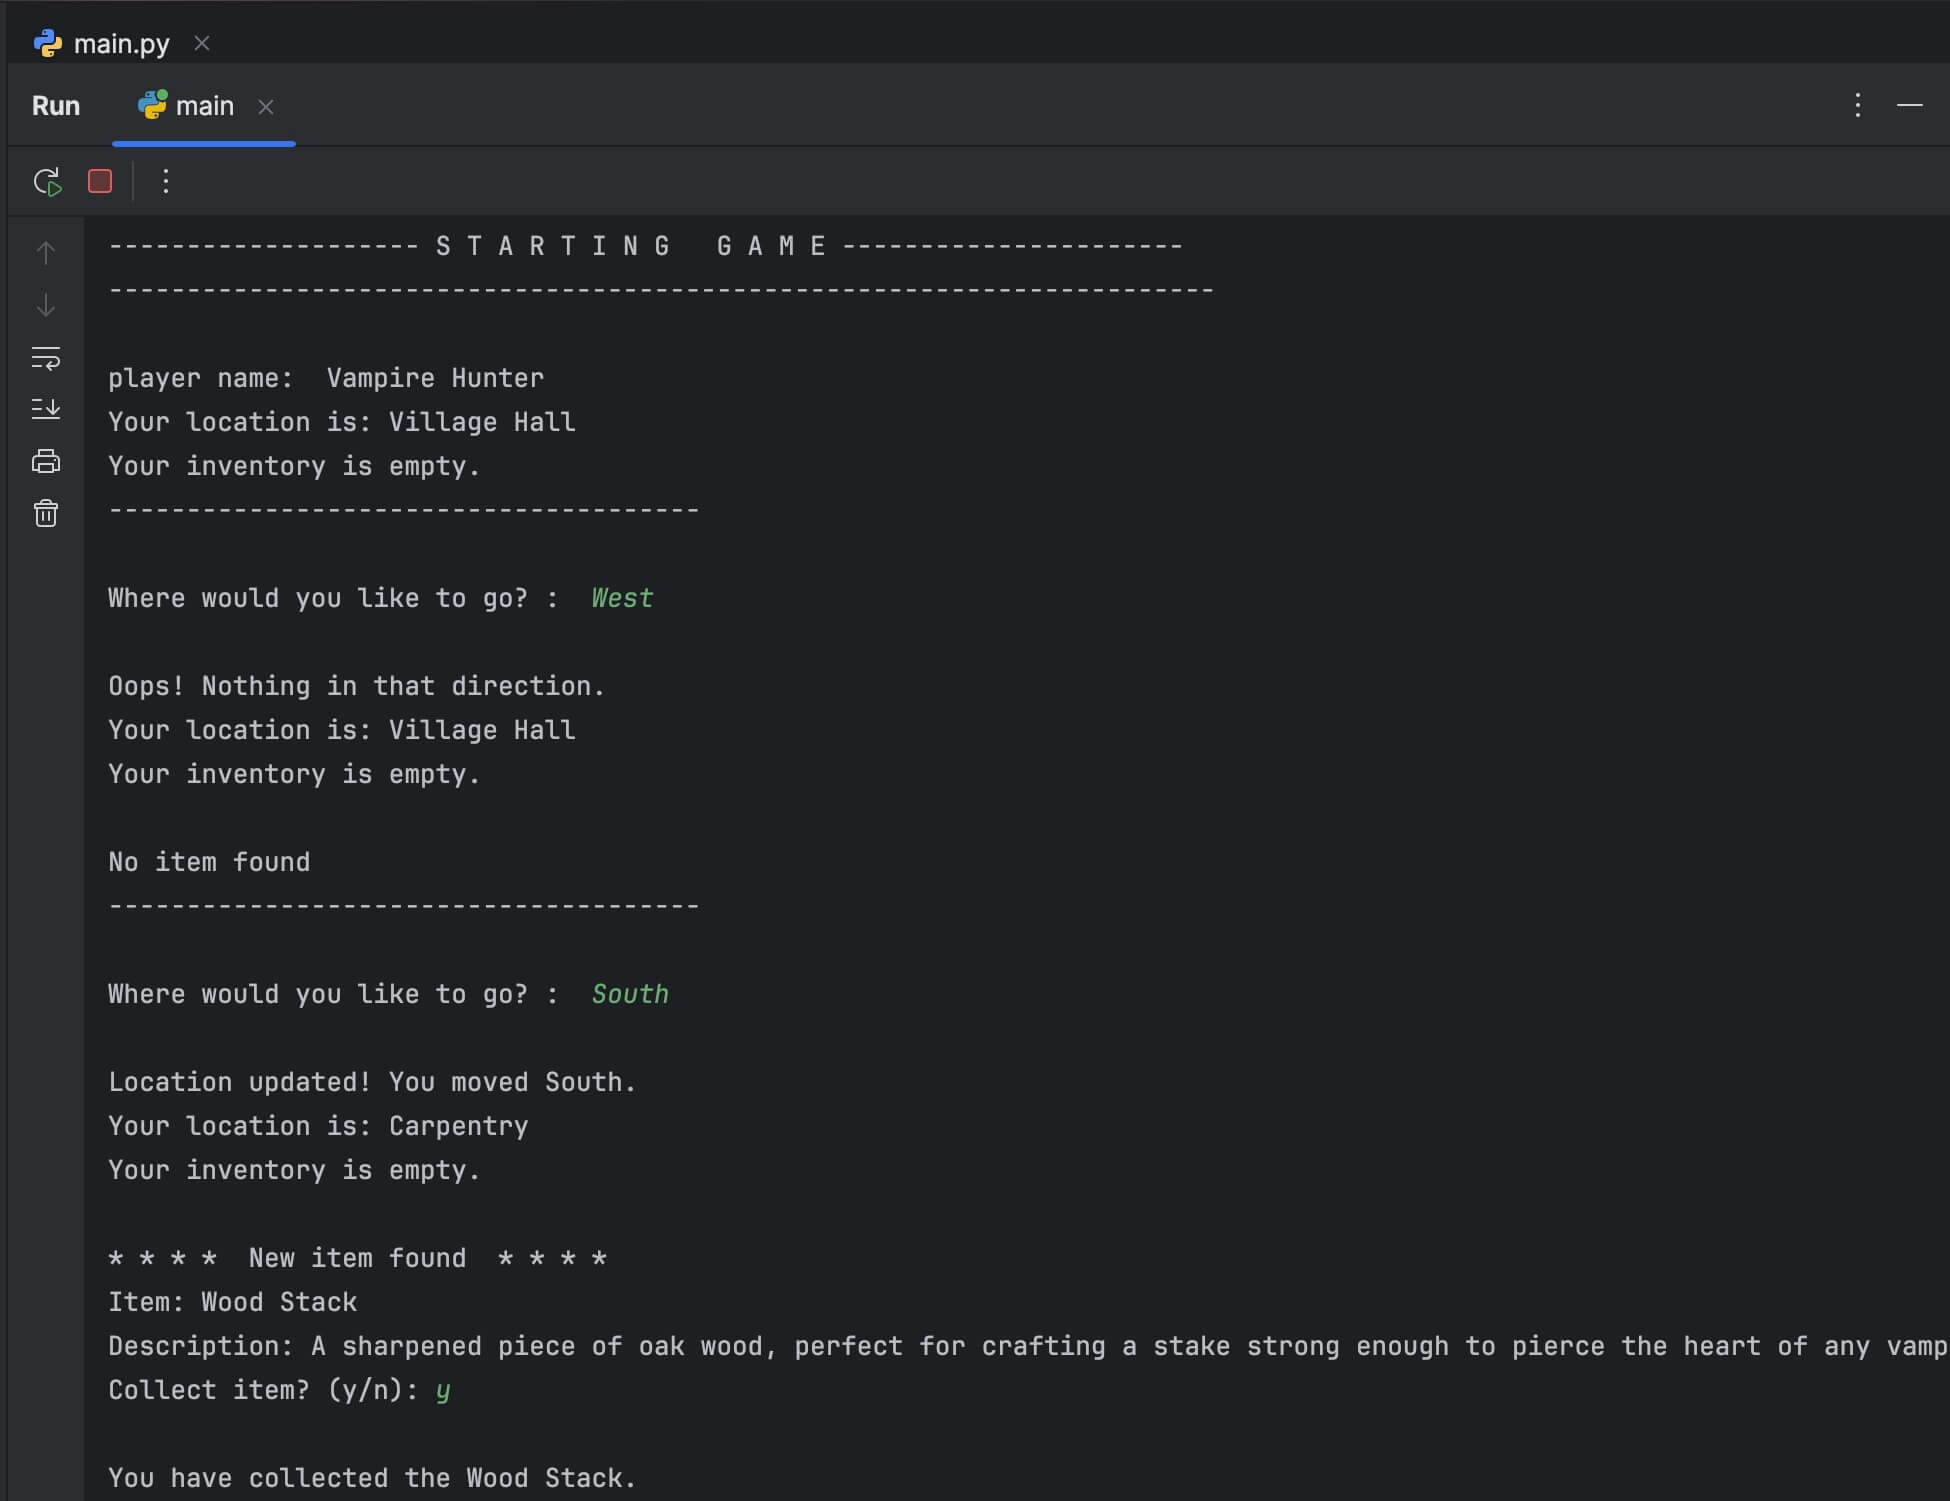 main.py
Run main
-------------------- S T A R T I N G   G A M E ----------------------
-----------------------------------------------------------------------
player name:  Vampire Hunter
Your location is: Village Hall
Your inventory is empty.
--------------------------------------
Where would you like to go? :  West
Oops! Nothing in that direction.
Your location is: Village Hall
Your inventory is empty.
No item found
--------------------------------------
Where would you like to go? :  South
Location updated! You moved South.
Your location is: Carpentry
Your inventory is empty.
* * * *  New item found  * * * *
Item: Wood Stack
Description: A sharpened piece of oak wood, perfect for crafting a stake strong enough to pierce the heart of any vamp
Collect item? (y/n): y
You have collected the Wood Stack.